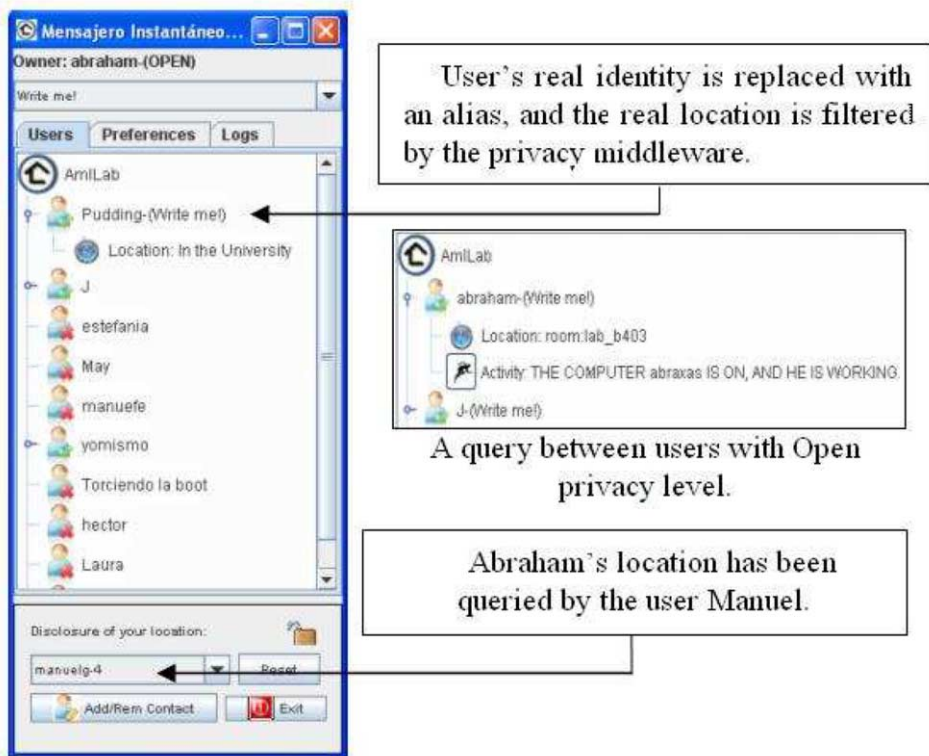 Mensajero Instantáneo...
Owner: abraham-(OPEN)
Write me!
Users Preferences Logs
AmILab
Pudding-(Write me!)
Location: In the University
J
estefania
May
manuefe
yomismo
Torciendo la boot
hector
Laura
Disclosure of your location:
manuelg-4 Reset
Add/Rem Contact Exit
User's real identity is replaced with
an alias, and the real location is filtered
by the privacy middleware.
AmILab
abraham-(Write me!)
Location: room:lab_b403
Activity: THE COMPUTER abraxas IS ON, AND HE IS WORKING.
J-(Write me!)
A query between users with Open
privacy level.
Abraham's location has been
queried by the user Manuel.